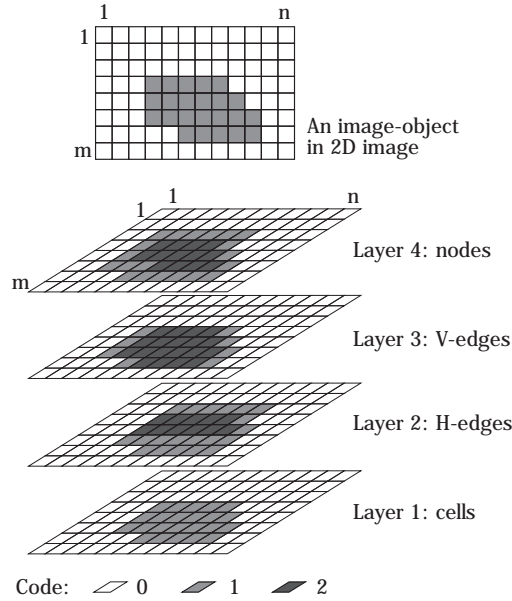 1 n
1
An image-object
m in 2D image
1 n
1
Layer 4: nodes
m
Layer 3: V-edges
Layer 2: H-edges
Layer 1: cells
Code: 0 1 2